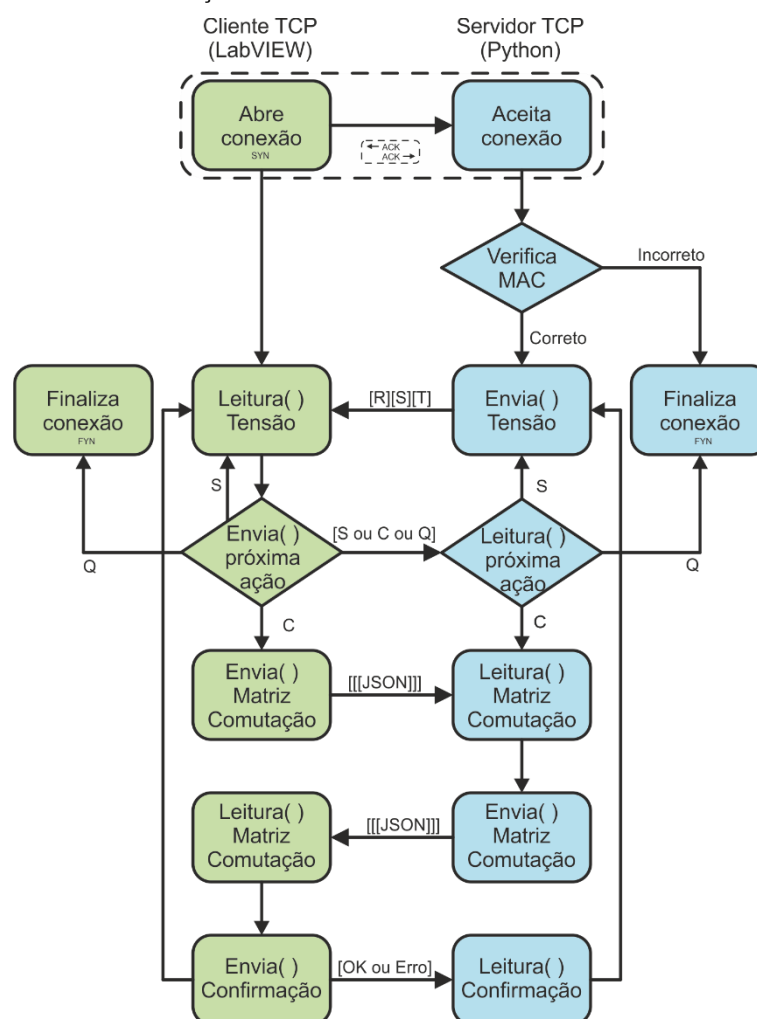 Cliente TCP
(LabVIEW)
Servidor TCP
(Python)
Abre
conexão
SYN
ACK
ACK
Aceita
conexão
Verifica
MAC
Incorreto
Correto
Finaliza
conexão
FYN
Leitura( )
Tensão
[R][S][T]
Envia( )
Tensão
Finaliza
conexão
FYN
S
S
Envia( )
próxima
ação
[S ou C ou Q]
Leitura( )
próxima
ação
Q
Q
C
C
Envia( )
Matriz
Comutação
[[[JSON]]]
Leitura( )
Matriz
Comutação
Leitura( )
Matriz
Comutação
[[[JSON]]]
Envia( )
Matriz
Comutação
Envia( )
Confirmação
[OK ou Erro]
Leitura( )
Confirmação